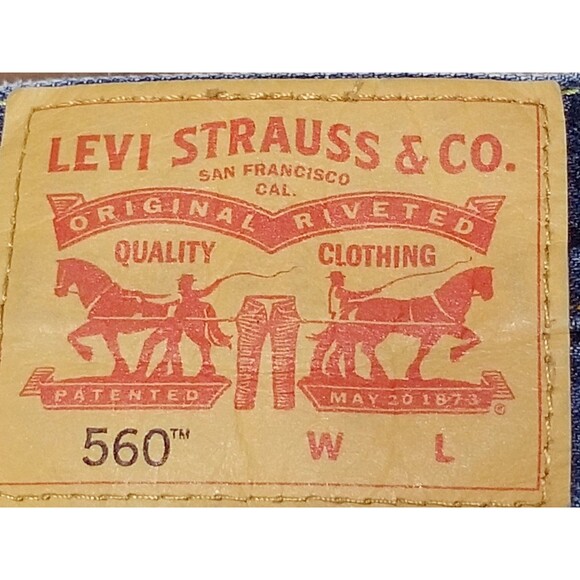 LEVI STRAUSS & CO.
SAN FRANCISCO
CAL.
ORIGINAL RIVETED
QUALITY CLOTHING
PATENTED MAY 20 1873 ®
560™ W L